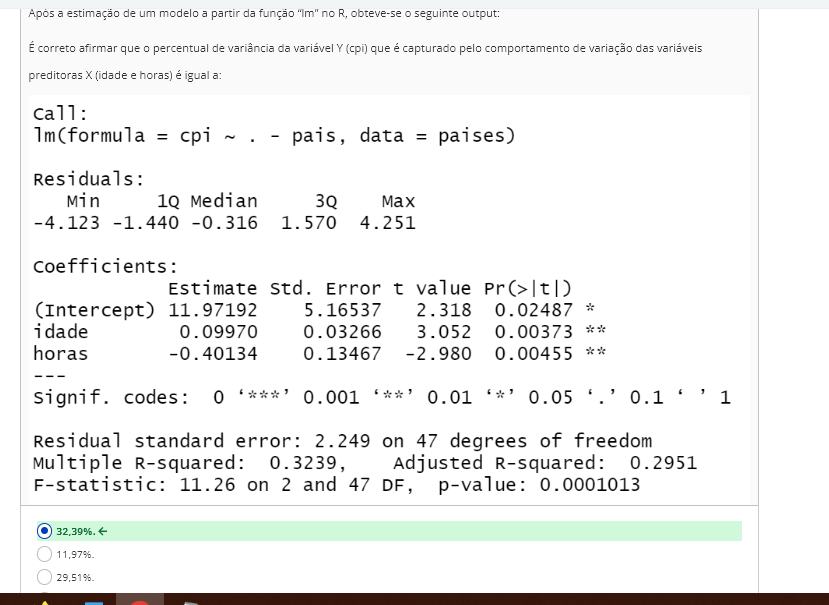 Após a estimação de um modelo a partir da função "lm" no R, obteve-se o seguinte output:
É correto afirmar que o percentual de variância da variável Y (cpi) que é capturado pelo comportamento de variação das variáveis
preditoras X (idade e horas) é igual a:
Call:
lm(formula = cpi ~ . - pais, data = paises)
Residuals:
Min 1Q Median 3Q Max
-4.123 -1.440 -0.316 1.570 4.251
Coefficients:
Estimate Std. Error t value Pr(>|t|)
(Intercept) 11.97192 5.16537 2.318 0.02487 *
idade 0.09970 0.03266 3.052 0.00373 **
horas -0.40134 0.13467 -2.980 0.00455 **
---
Signif. codes: 0 ‘***’ 0.001 ‘**’ 0.01 ‘*’ 0.05 ‘.’ 0.1 ‘ ’ 1
Residual standard error: 2.249 on 47 degrees of freedom
Multiple R-squared: 0.3239, Adjusted R-squared: 0.2951
F-statistic: 11.26 on 2 and 47 DF, p-value: 0.0001013
32,39%. ←
11,97%.
29,51%.